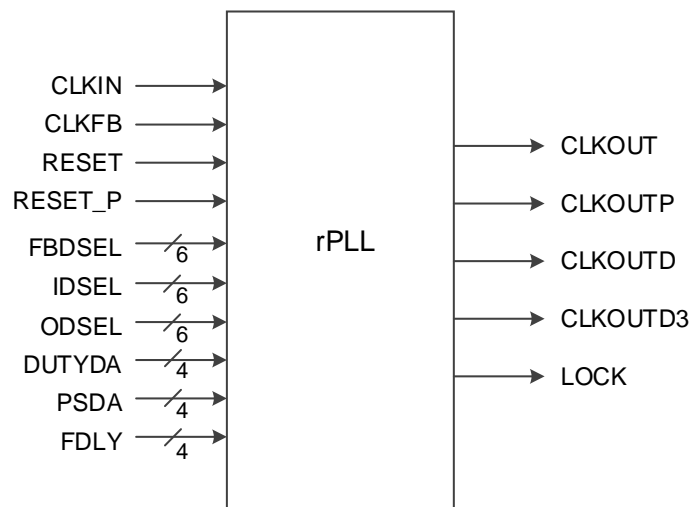 CLKIN
CLKFB
RESET
RESET_P
FBDSEL 6
IDSEL 6
ODSEL 6
DUTYDA 4
PSDA 4
FDLY 4
rPLL
CLKOUT
CLKOUTP
CLKOUTD
CLKOUTD3
LOCK